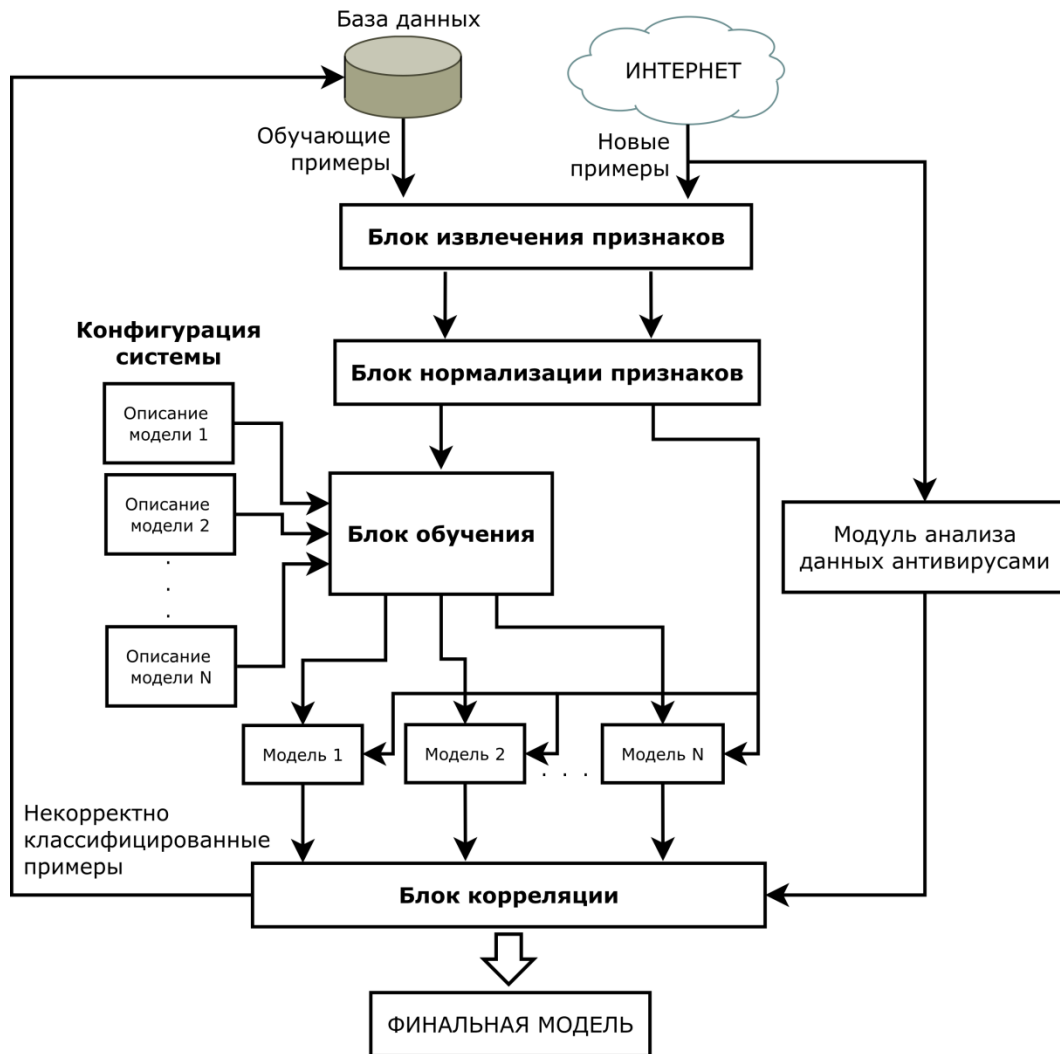 База данных
ИНТЕРНЕТ
Обучающие
примеры
Новые
примеры
Блок извлечения признаков
Конфигурация
системы
Блок нормализации признаков
Описание
модели 1
Описание
модели 2
Блок обучения
Модуль анализа
данных антивирусами
. . .
Описание
модели N
Модель 1
Модель 2
. . .
Модель N
Некорректно
классифицированные
примеры
Блок корреляции
ФИНАЛЬНАЯ МОДЕЛЬ